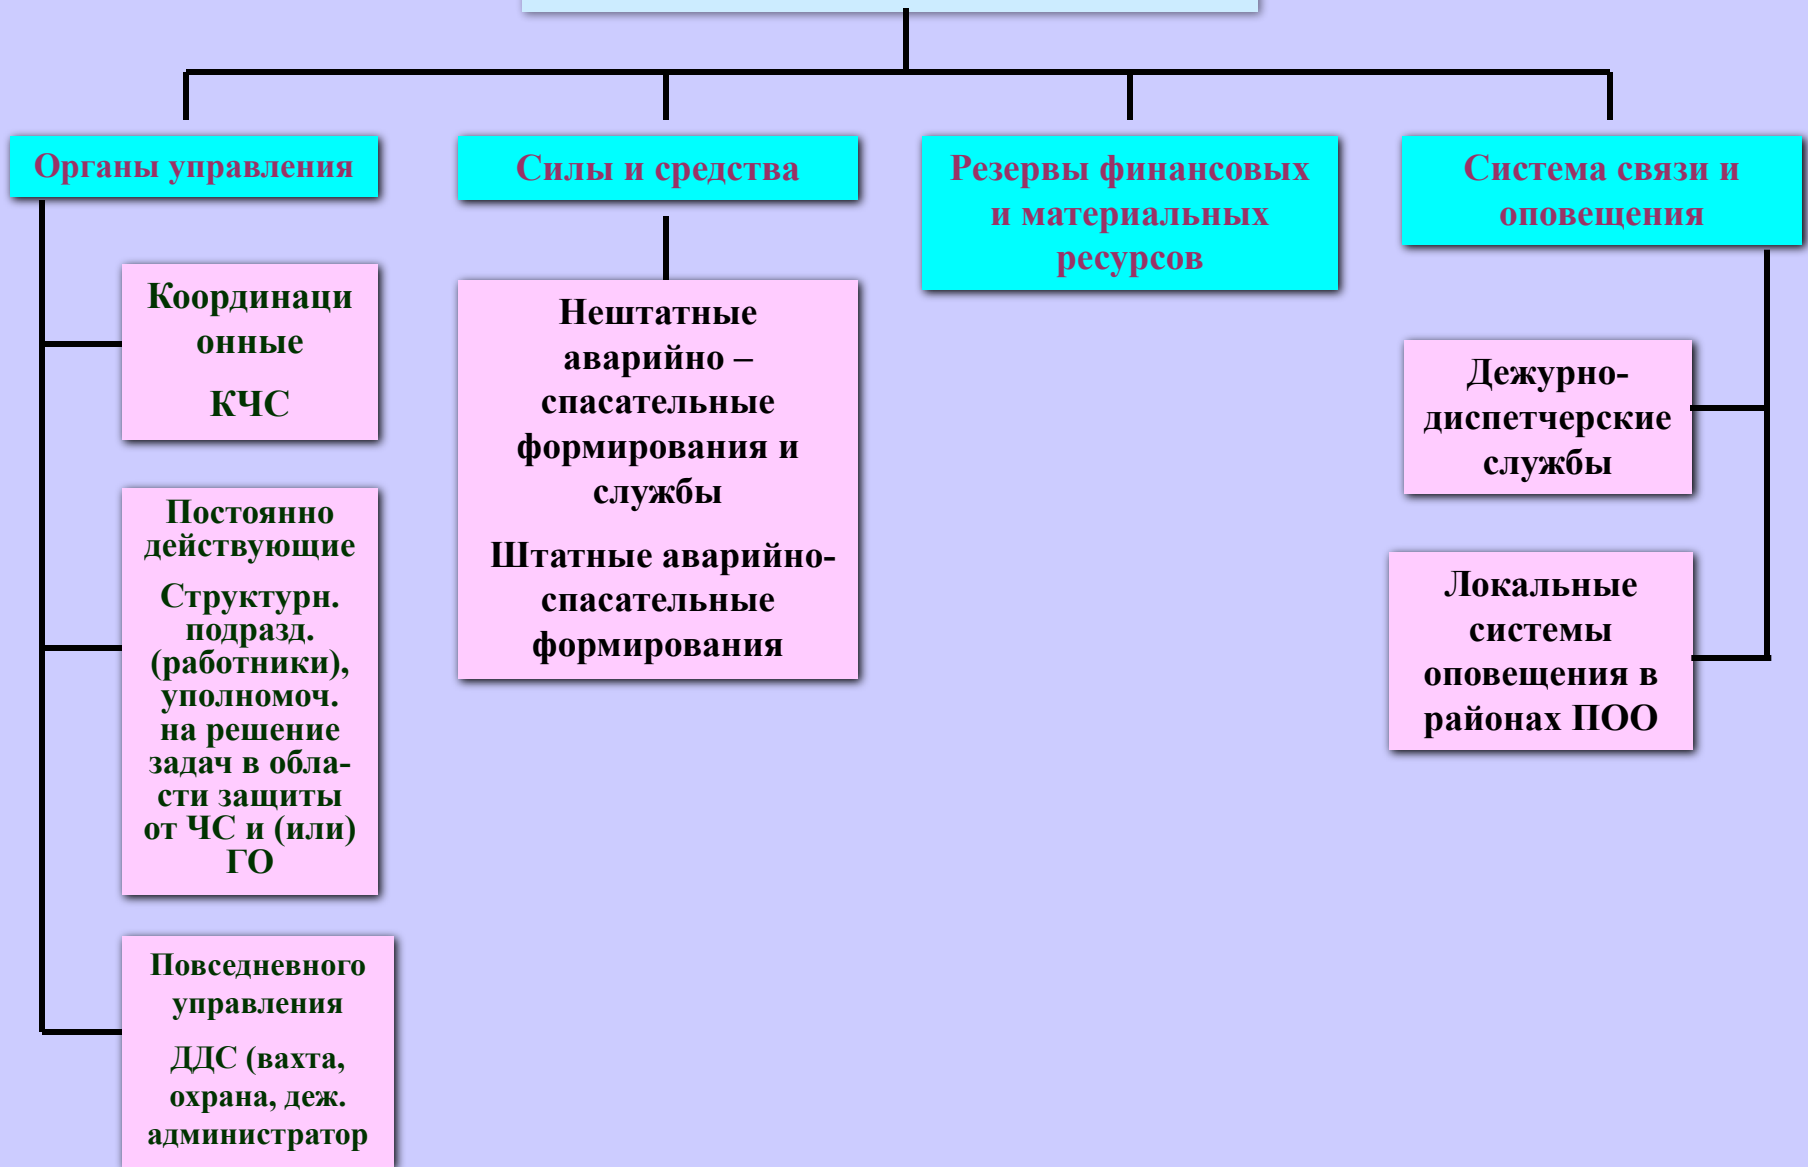 Органы управления
Координаци
онные
КЧС
Постоянно
действующие
Структурн.
подразд.
(работники),
уполномоч.
на решение
задач в обла-
сти защиты
от ЧС и (или)
ГО
Повседневного
управления
ДДС (вахта,
охрана, деж.
администратор
Силы и средства
Нештатные
аварийно –
спасательные
формирования и
службы
Штатные аварийно-
спасательные
формирования
Резервы финансовых
и материальных
ресурсов
Система связи и
оповещения
Дежурно-
диспетчерские
службы
Локальные
системы
оповещения в
районах ПОО